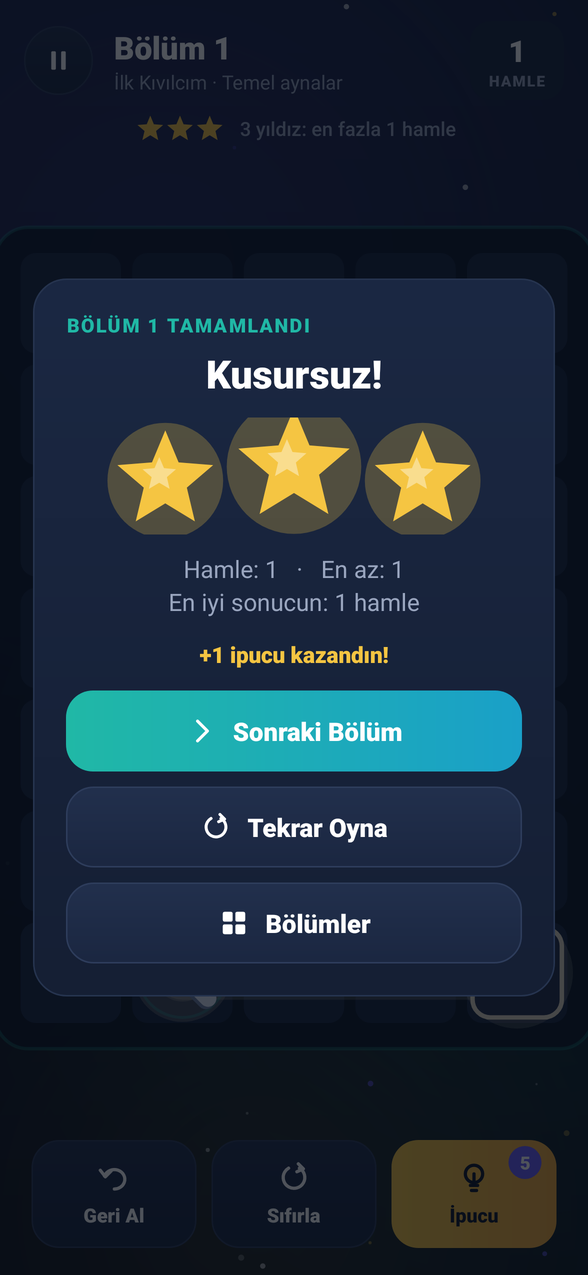 Bölüm 1
İlk Kıvılcım · Temel aynalar
1
HAMLE
3 yıldız: en fazla 1 hamle
BÖLÜM 1 TAMAMLANDI
Kusursuz!
Hamle: 1 · En az: 1
En iyi sonucun: 1 hamle
+1 ipucu kazandın!
Sonraki Bölüm
Tekrar Oyna
Bölümler
Geri Al
Sıfırla
5
İpucu